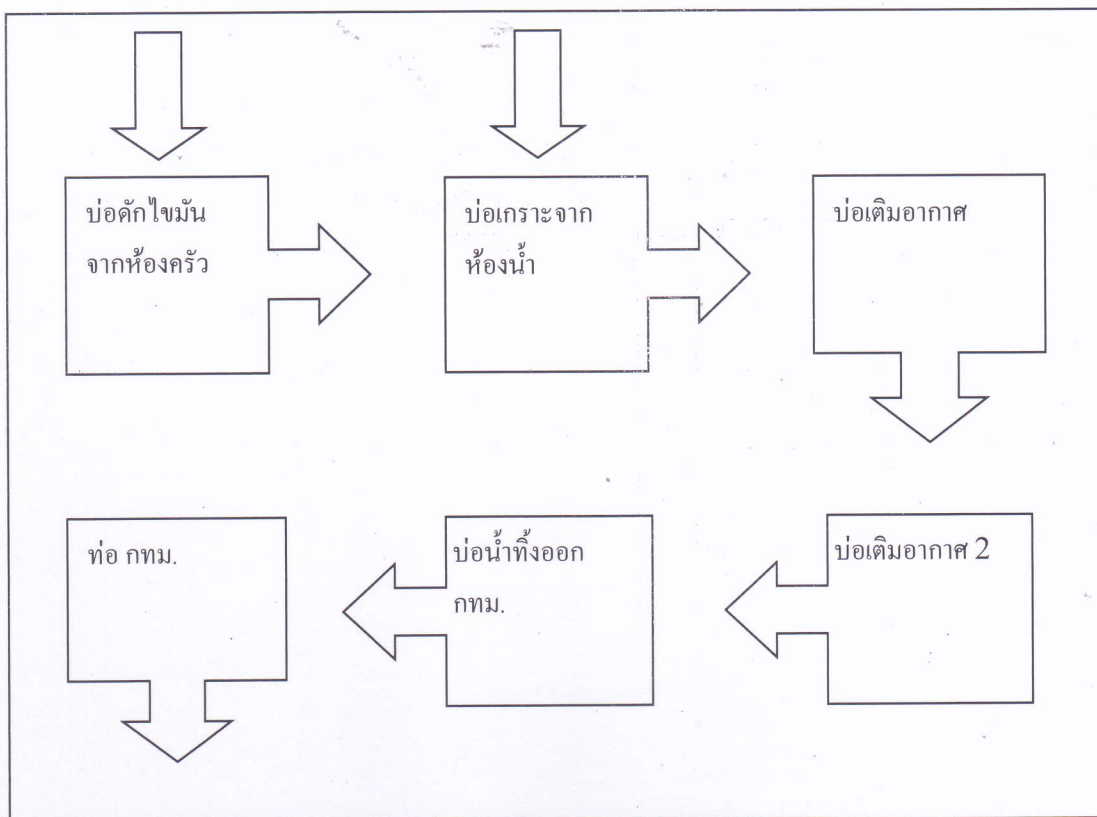 บ่อดักไขมัน
จากห้องครัว
บ่อเกราะจาก
ห้องน้ำ
บ่อเติมอากาศ
ท่อ กทม.
บ่อน้ำทิ้งออก
กทม.
บ่อเติมอากาศ 2